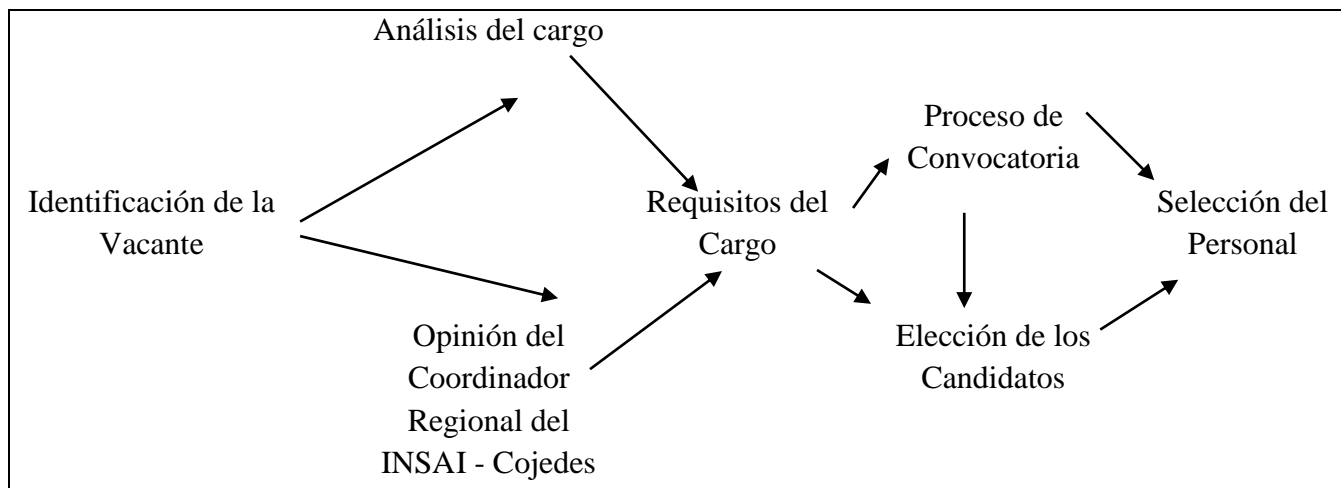 Análisis del cargo
Identificación de la
Vacante
Opinión del
Coordinador
Regional del
INSAI - Cojedes
Requisitos del
Cargo
Proceso de
Convocatoria
Elección de los
Candidatos
Selección del
Personal